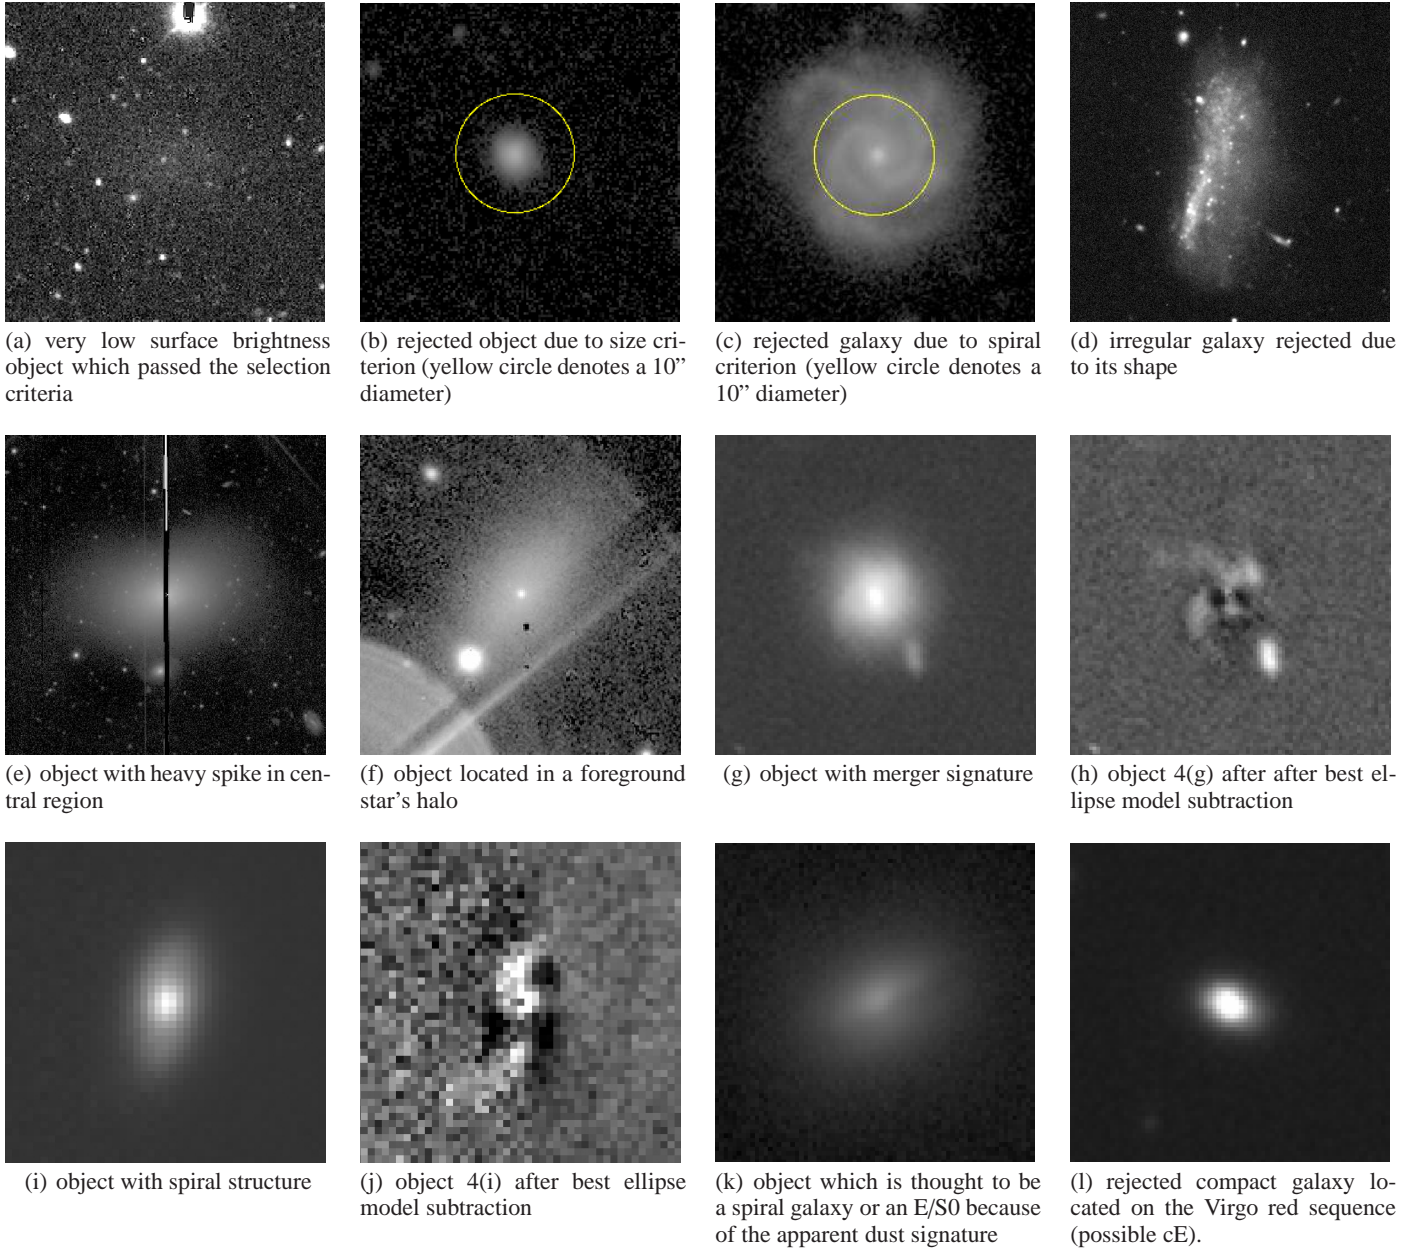 (a) very low surface brightness
object which passed the selection
criteria
(b) rejected object due to size cri-
terion (yellow circle denotes a 10”
diameter)
(c) rejected galaxy due to spiral
criterion (yellow circle denotes a
10” diameter)
(d) irregular galaxy rejected due
to its shape
(e) object with heavy spike in cen-
tral region
(f) object located in a foreground
star’s halo
(g) object with merger signature
(h) object 4(g) after after best el-
lipse model subtraction
(i) object with spiral structure
(j) object 4(i) after best ellipse
model subtraction
(k) object which is thought to be
a spiral galaxy or an E/S0 because
of the apparent dust signature
(l) rejected compact galaxy lo-
cated on the Virgo red sequence
(possible cE).